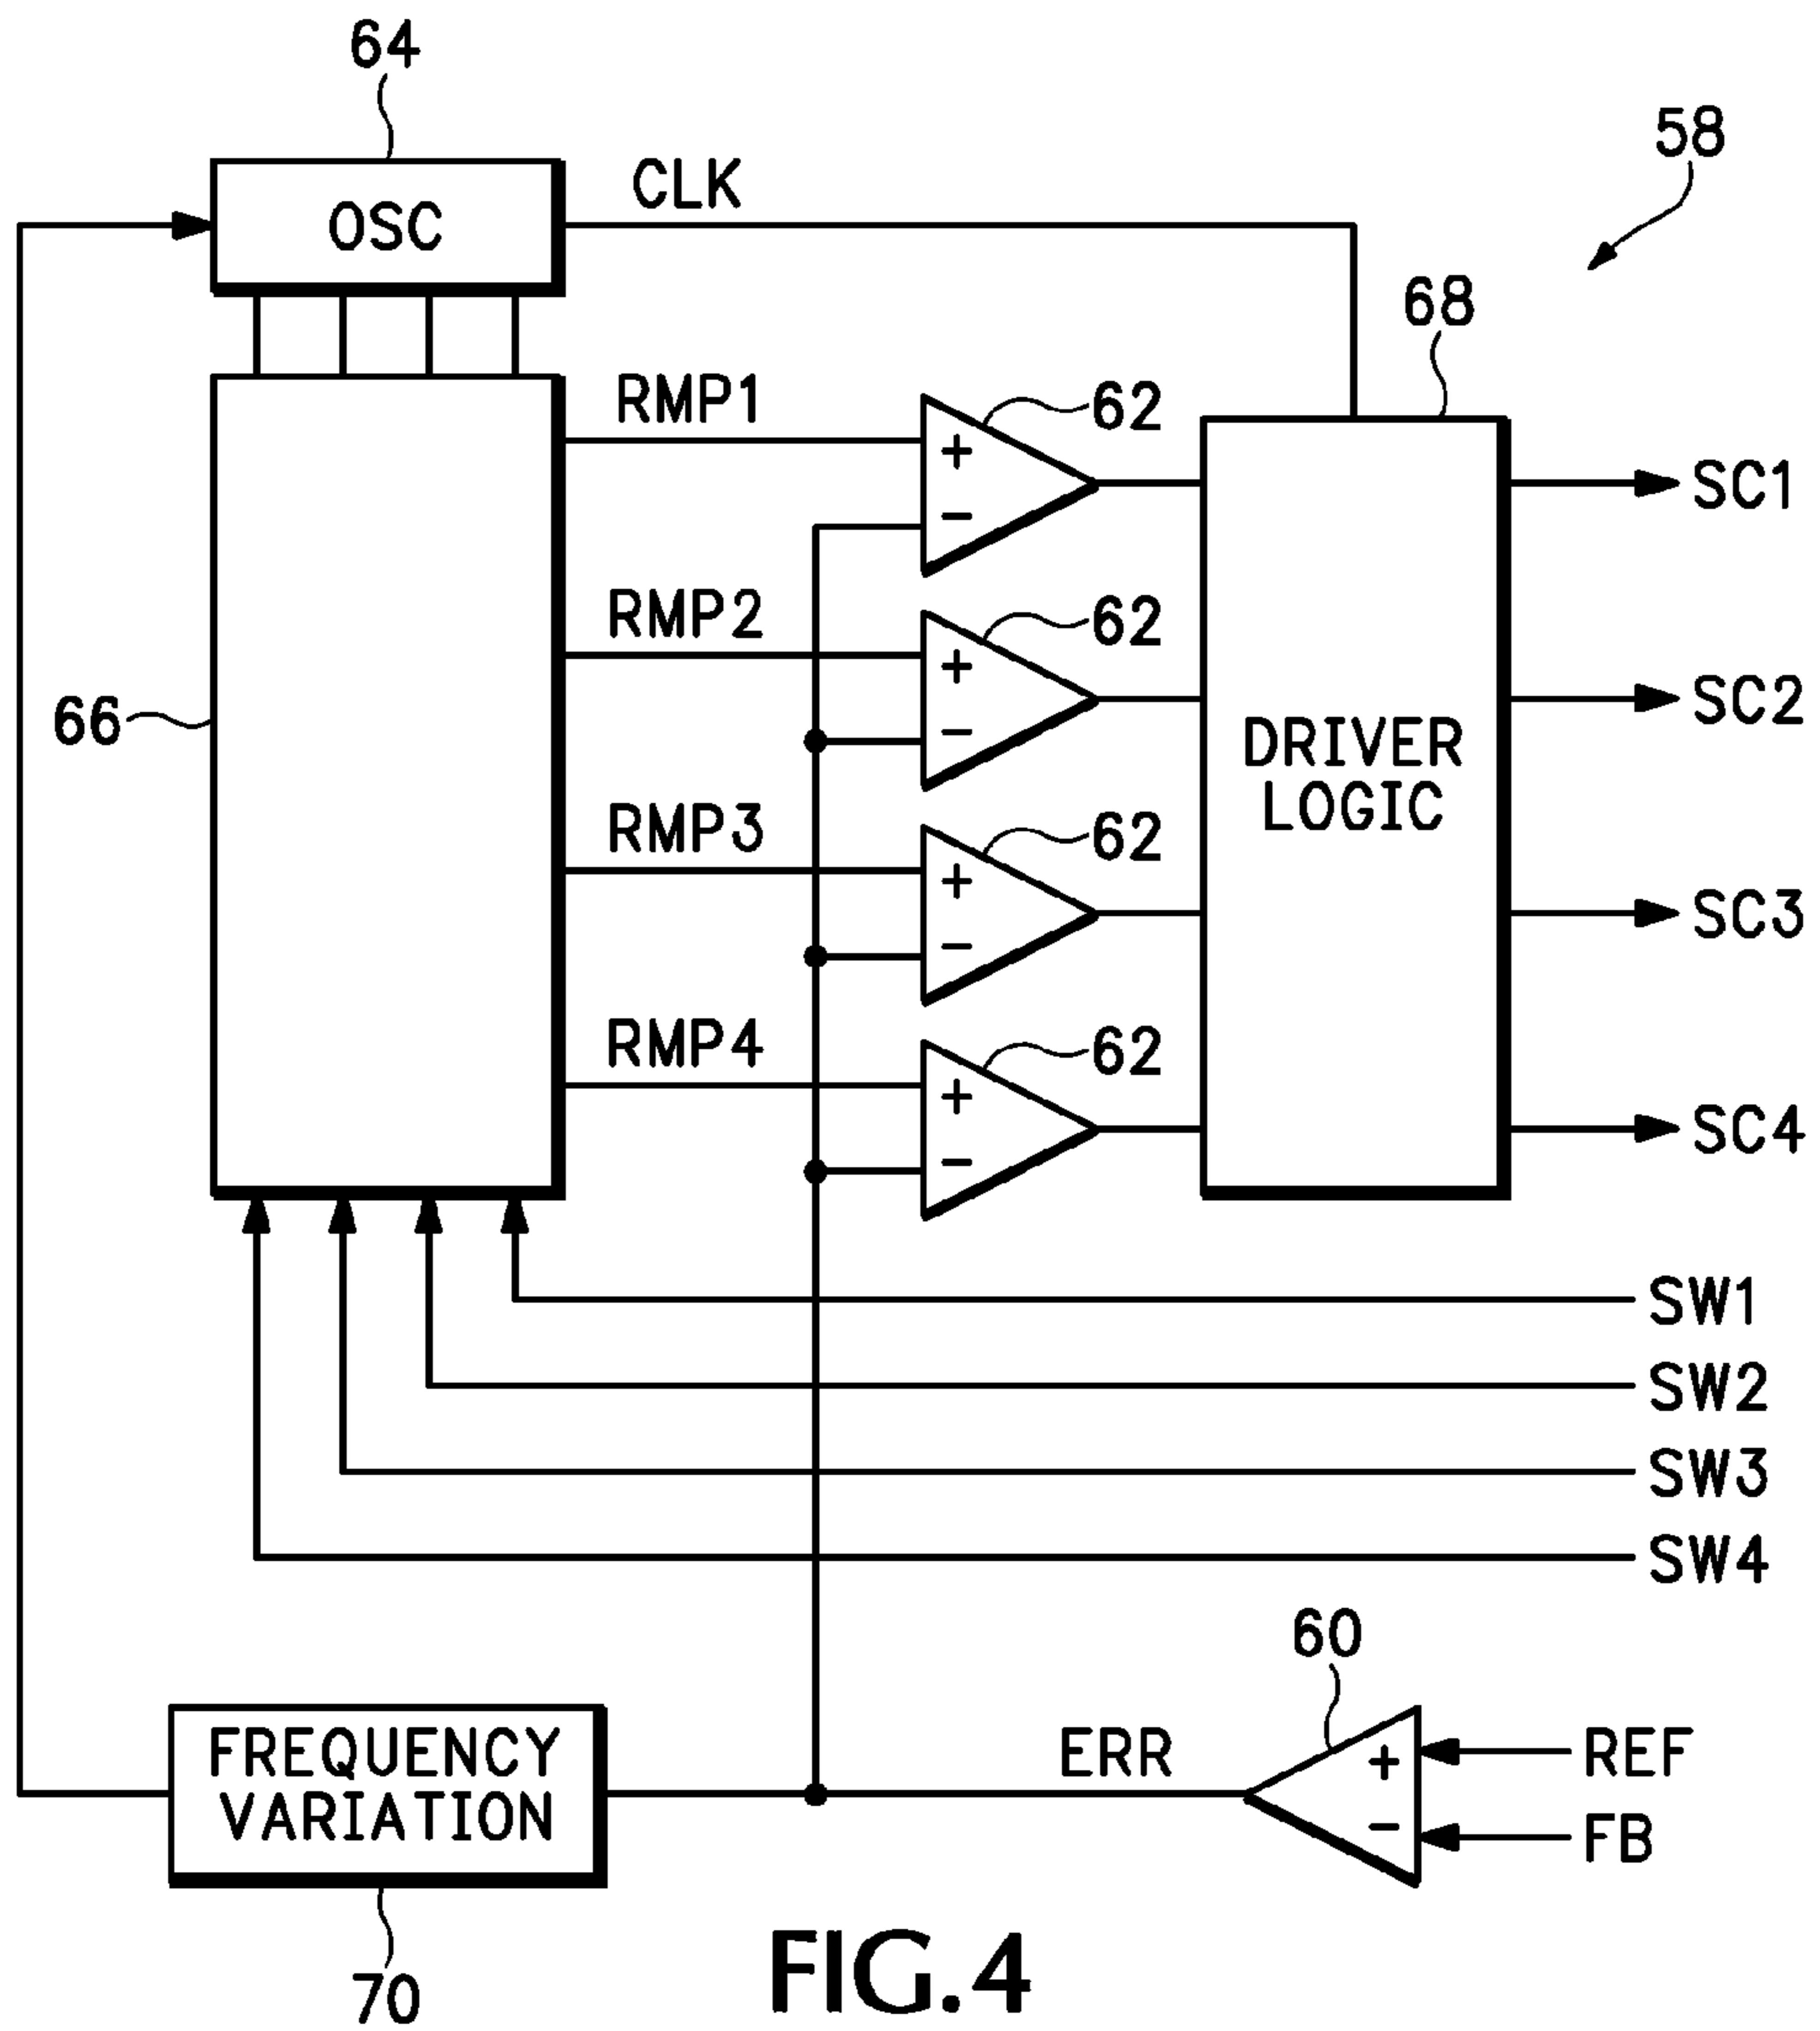 64
58
OSC
CLK
68
RMP1
62
SC1
RMP2
62
SC2
66
DRIVER
LOGIC
RMP3
62
SC3
RMP4
62
SC4
+
−
+
−
+
−
+
−
SW1
SW2
SW3
SW4
60
FREQUENCY
VARIATION
ERR
+
−
REF
FB
70
FIG.4